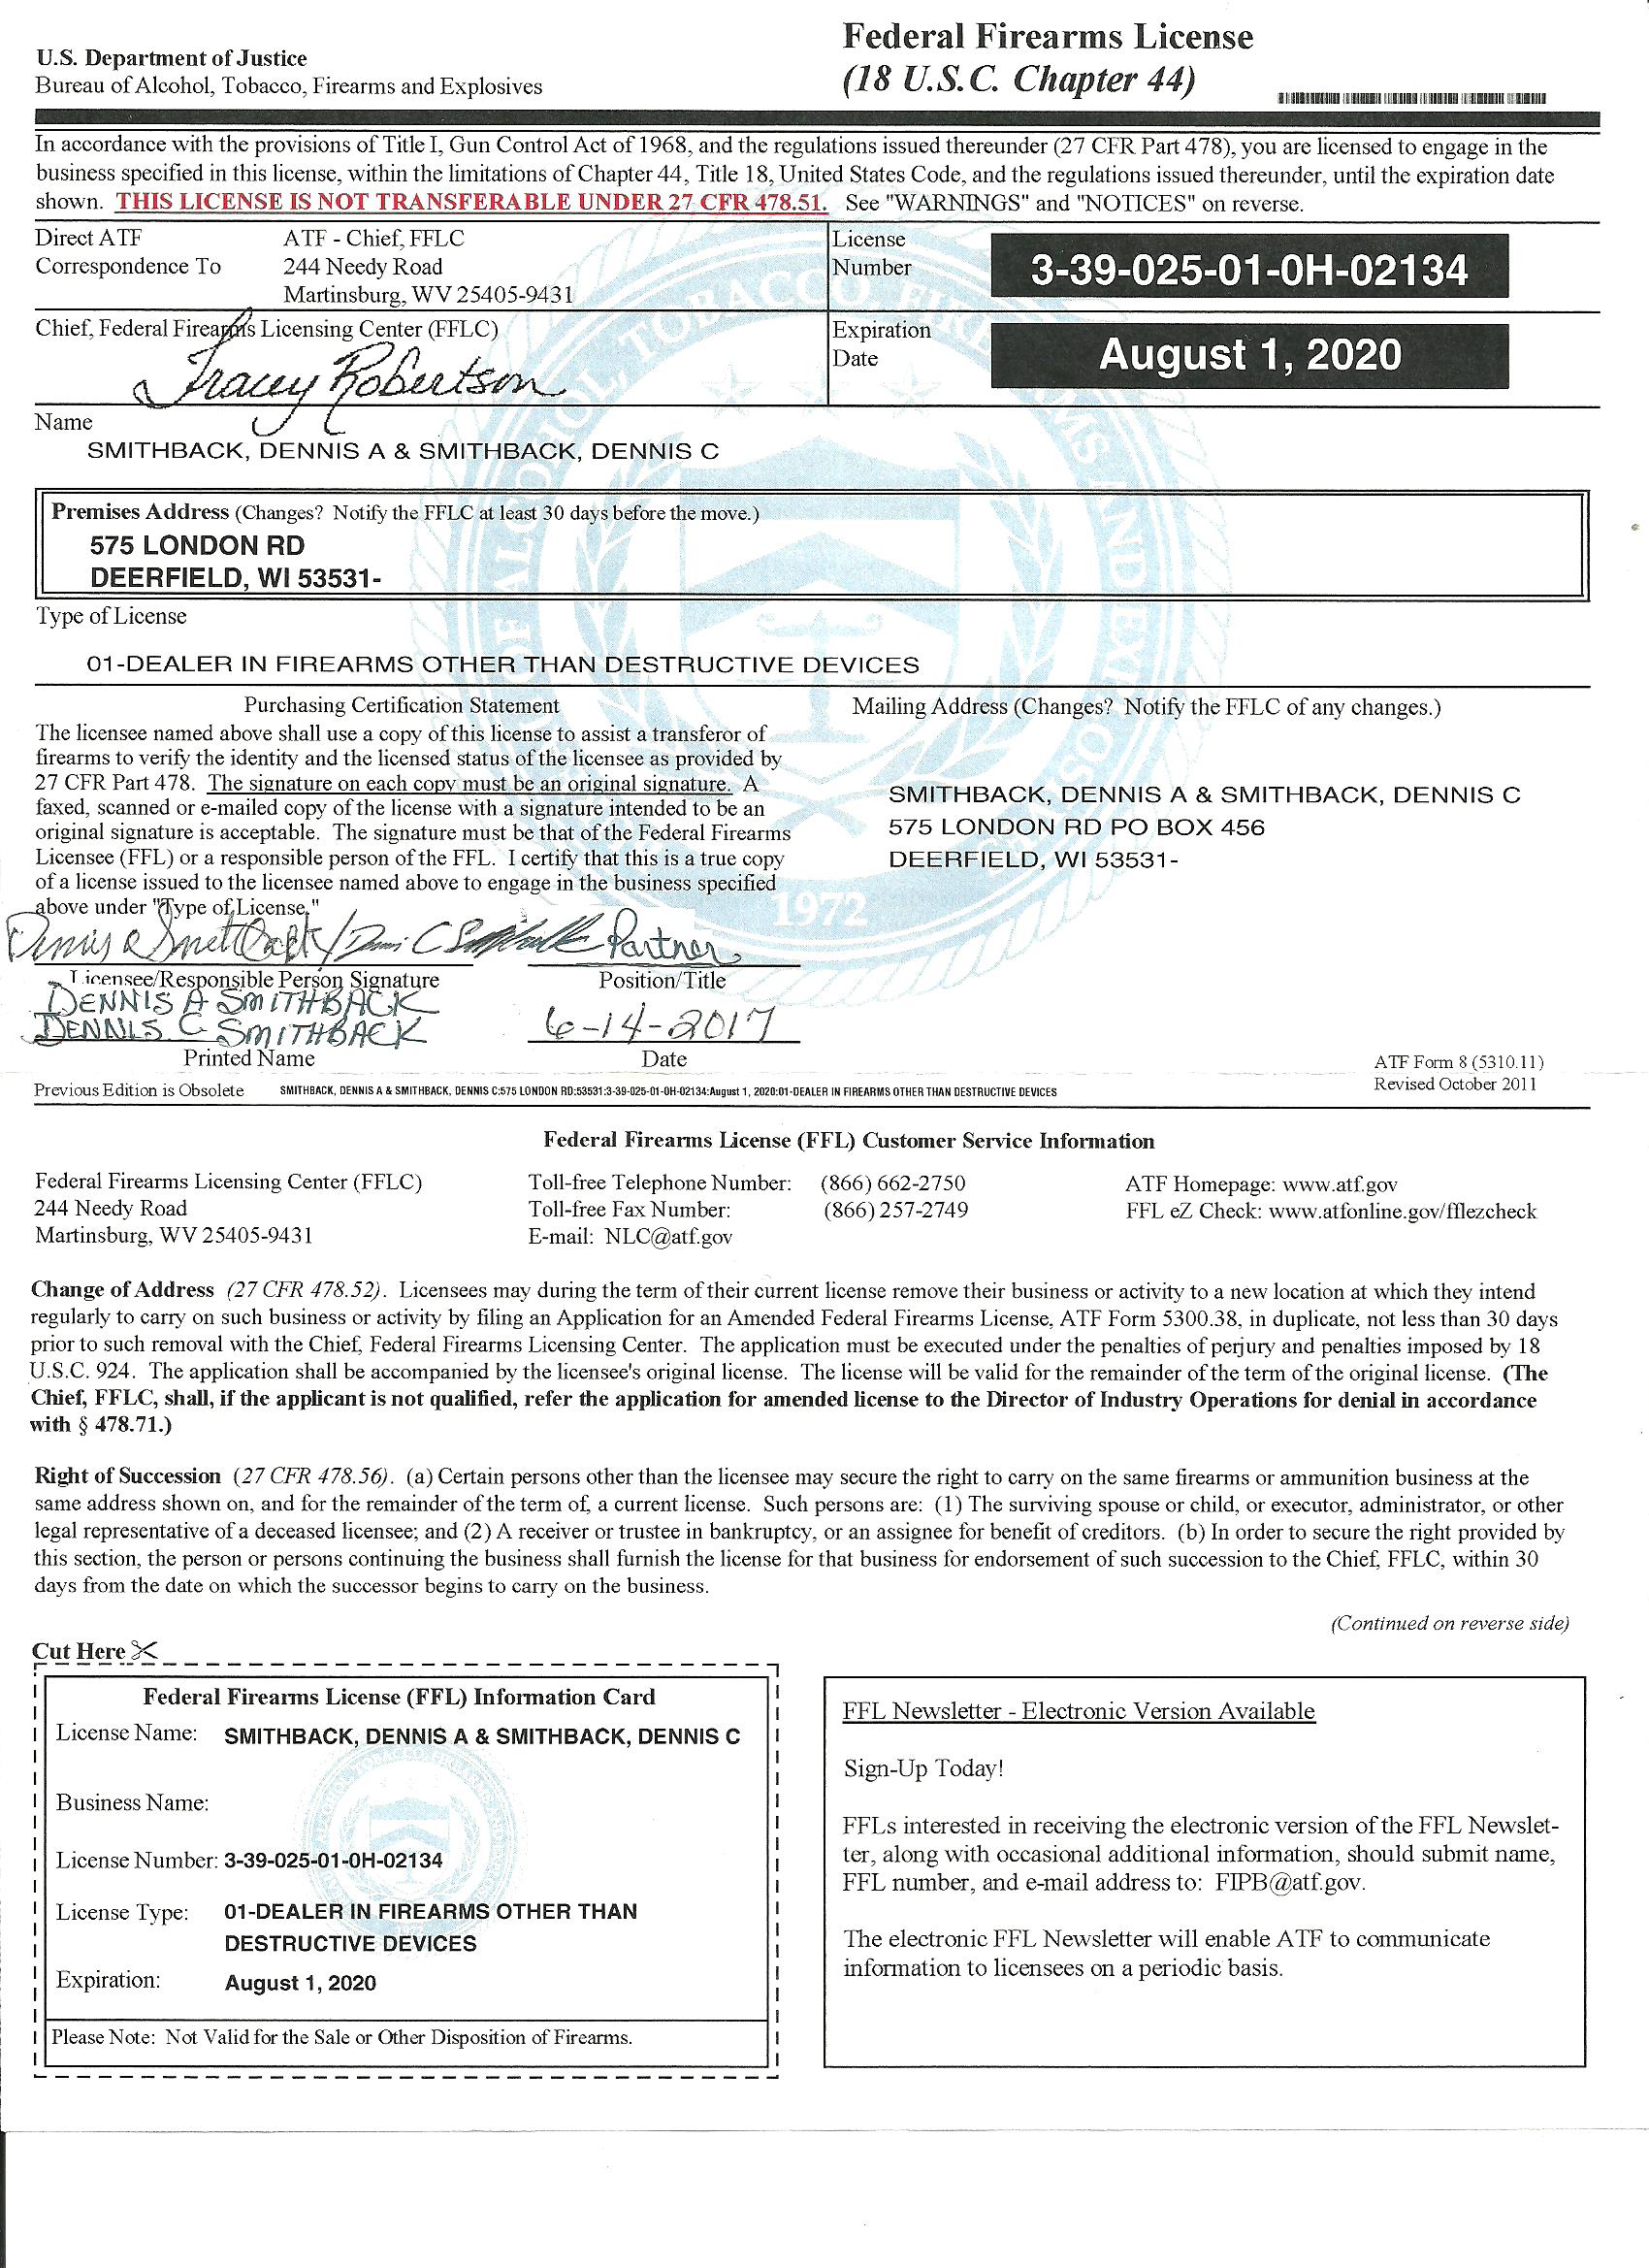 U.S. Department of Justice
Bureau of Alcohol, Tobacco, Firearms and Explosives
Federal Firearms License
(18 U.S.C. Chapter 44)
In accordance with the provisions of Title I, Gun Control Act of 1968, and the regulations issued thereunder (27 CFR Part 478), you are licensed to engage in the
business specified in this license, within the limitations of Chapter 44, Title 18, United States Code, and the regulations issued thereunder, until the expiration date
shown. THIS LICENSE IS NOT TRANSFERABLE UNDER 27 CFR 478.51. See "WARNINGS" and "NOTICES" on reverse.
Direct ATF
Correspondence To
ATF - Chief, FFLC
244 Needy Road
Martinsburg, WV 25405-9431
License
Number
3-39-025-01-0H-02134
Chief, Federal Firearms Licensing Center (FFLC)
Tracey Robertson
Expiration
Date
August 1, 2020
Name
SMITHBACK, DENNIS A & SMITHBACK, DENNIS C
Premises Address (Changes? Notify the FFLC at least 30 days before the move.)
575 LONDON RD
DEERFIELD, WI 53531-
Type of License
01-DEALER IN FIREARMS OTHER THAN DESTRUCTIVE DEVICES
Purchasing Certification Statement
The licensee named above shall use a copy of this license to assist a transferor of
firearms to verify the identity and the licensed status of the licensee as provided by
27 CFR Part 478. The signature on each copy must be an original signature. A
faxed, scanned or e-mailed copy of the license with a signature intended to be an
original signature is acceptable. The signature must be that of the Federal Firearms
Licensee (FFL) or a responsible person of the FFL. I certify that this is a true copy
of a license issued to the licensee named above to engage in the business specified
above under "Type of License."
Mailing Address (Changes? Notify the FFLC of any changes.)
SMITHBACK, DENNIS A & SMITHBACK, DENNIS C
575 LONDON RD PO BOX 456
DEERFIELD, WI 53531-
1972
Dennis A Smithback / Dennis C Smithback Partner
Licensee/Responsible Person Signature
Position/Title
DENNIS A SMITHBACK
DENNIS C SMITHBACK
6-14-2017
Printed Name
Date
ATF Form 8 (5310.11)
Revised October 2011
Previous Edition is Obsolete
SMITHBACK, DENNIS A & SMITHBACK, DENNIS C:575 LONDON RD:53531:3-39-025-01-0H-02134:August 1, 2020:01-DEALER IN FIREARMS OTHER THAN DESTRUCTIVE DEVICES
Federal Firearms License (FFL) Customer Service Information
Federal Firearms Licensing Center (FFLC)
244 Needy Road
Martinsburg, WV 25405-9431
Toll-free Telephone Number: (866) 662-2750
Toll-free Fax Number: (866) 257-2749
E-mail: NLC@atf.gov
ATF Homepage: www.atf.gov
FFL eZ Check: www.atfonline.gov/fflezcheck
Change of Address (27 CFR 478.52). Licensees may during the term of their current license remove their business or activity to a new location at which they intend
regularly to carry on such business or activity by filing an Application for an Amended Federal Firearms License, ATF Form 5300.38, in duplicate, not less than 30 days
prior to such removal with the Chief, Federal Firearms Licensing Center. The application must be executed under the penalties of perjury and penalties imposed by 18
U.S.C. 924. The application shall be accompanied by the licensee's original license. The license will be valid for the remainder of the term of the original license. (The
Chief, FFLC, shall, if the applicant is not qualified, refer the application for amended license to the Director of Industry Operations for denial in accordance
with § 478.71.)
Right of Succession (27 CFR 478.56). (a) Certain persons other than the licensee may secure the right to carry on the same firearms or ammunition business at the
same address shown on, and for the remainder of the term of, a current license. Such persons are: (1) The surviving spouse or child, or executor, administrator, or other
legal representative of a deceased licensee; and (2) A receiver or trustee in bankruptcy, or an assignee for benefit of creditors. (b) In order to secure the right provided by
this section, the person or persons continuing the business shall furnish the license for that business for endorsement of such succession to the Chief, FFLC, within 30
days from the date on which the successor begins to carry on the business.
(Continued on reverse side)
Cut Here
Federal Firearms License (FFL) Information Card
License Name: SMITHBACK, DENNIS A & SMITHBACK, DENNIS C
Business Name:
License Number: 3-39-025-01-0H-02134
License Type: 01-DEALER IN FIREARMS OTHER THAN
DESTRUCTIVE DEVICES
Expiration: August 1, 2020
Please Note: Not Valid for the Sale or Other Disposition of Firearms.
FFL Newsletter - Electronic Version Available
Sign-Up Today!
FFLs interested in receiving the electronic version of the FFL Newslet-
ter, along with occasional additional information, should submit name,
FFL number, and e-mail address to: FIPB@atf.gov.
The electronic FFL Newsletter will enable ATF to communicate
information to licensees on a periodic basis.